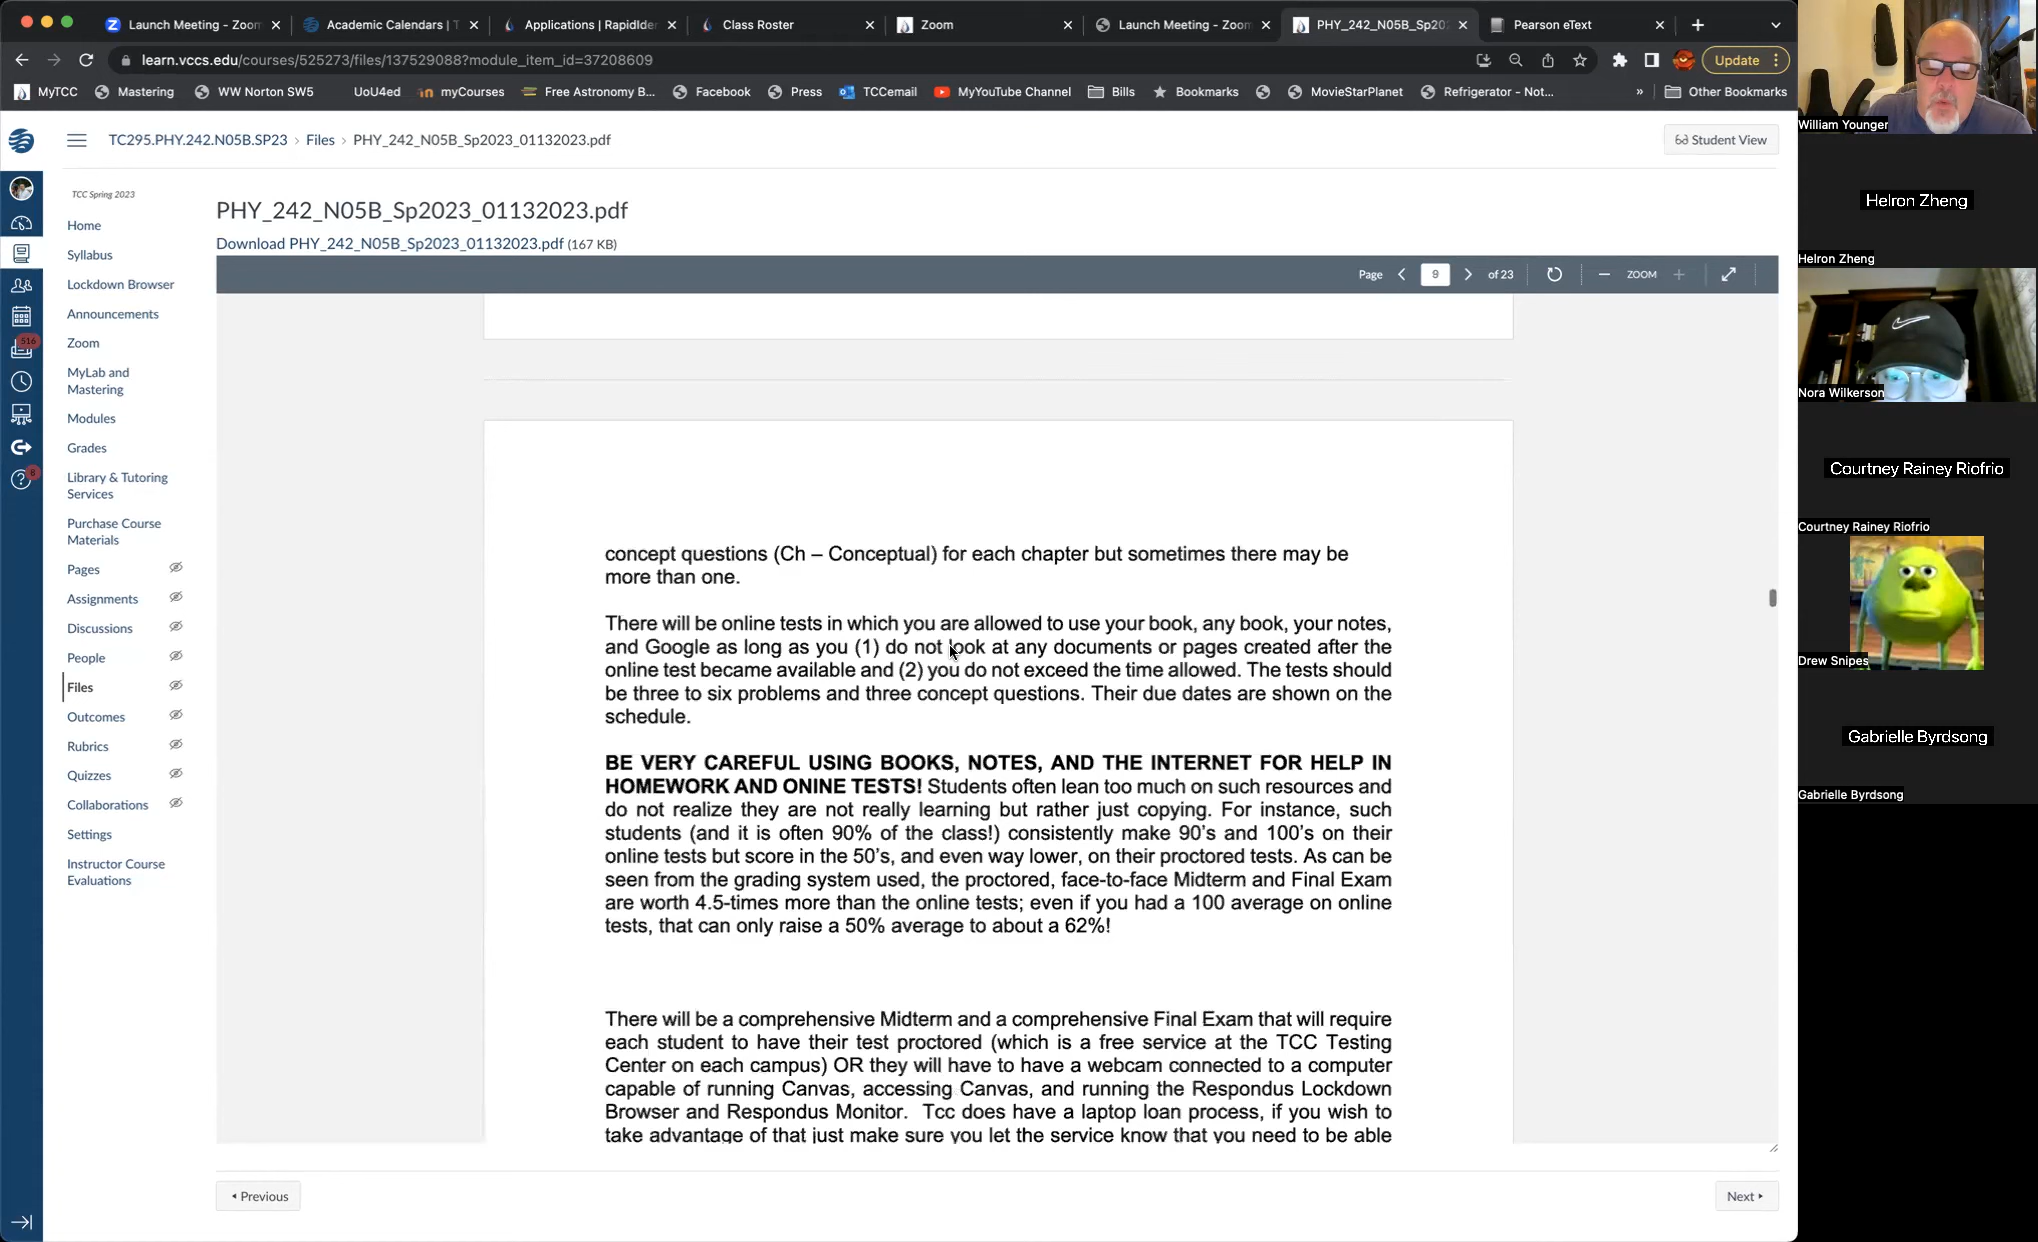 Launch Meeting - Zoom
Academic Calendars | T
Applications | RapidIde
Class Roster
Zoom
Launch Meeting - Zoom
PHY_242_N05B_Sp202
Pearson eText
learn.vccs.edu/courses/525273/files/137529088?module_item_id=37208609
Update
MyTCC
Mastering
WW Norton SW5
UoU4ed
myCourses
Free Astronomy B...
Facebook
Press
TCCemail
MyYouTube Channel
Bills
Bookmarks
MovieStarPlanet
Refrigerator - Not...
»
Other Bookmarks
TC295.PHY.242.N05B.SP23 › Files › PHY_242_N05B_Sp2023_01132023.pdf
Student View
516
8
TCC Spring 2023
Home
Syllabus
Lockdown Browser
Announcements
Zoom
MyLab and
Mastering
Modules
Grades
Library & Tutoring
Services
Purchase Course
Materials
Pages
Assignments
Discussions
People
Files
Outcomes
Rubrics
Quizzes
Collaborations
Settings
Instructor Course
Evaluations
PHY_242_N05B_Sp2023_01132023.pdf
Download PHY_242_N05B_Sp2023_01132023.pdf (167 KB)
Page 9 of 23 ZOOM
concept questions (Ch – Conceptual) for each chapter but sometimes there may be
more than one.
There will be online tests in which you are allowed to use your book, any book, your notes,
and Google as long as you (1) do not look at any documents or pages created after the
online test became available and (2) you do not exceed the time allowed. The tests should
be three to six problems and three concept questions. Their due dates are shown on the
schedule.
BE VERY CAREFUL USING BOOKS, NOTES, AND THE INTERNET FOR HELP IN
HOMEWORK AND ONINE TESTS! Students often lean too much on such resources and
do not realize they are not really learning but rather just copying. For instance, such
students (and it is often 90% of the class!) consistently make 90's and 100's on their
online tests but score in the 50's, and even way lower, on their proctored tests. As can be
seen from the grading system used, the proctored, face-to-face Midterm and Final Exam
are worth 4.5-times more than the online tests; even if you had a 100 average on online
tests, that can only raise a 50% average to about a 62%!
There will be a comprehensive Midterm and a comprehensive Final Exam that will require
each student to have their test proctored (which is a free service at the TCC Testing
Center on each campus) OR they will have to have a webcam connected to a computer
capable of running Canvas, accessing Canvas, and running the Respondus Lockdown
Browser and Respondus Monitor. Tcc does have a laptop loan process, if you wish to
take advantage of that just make sure you let the service know that you need to be able
Previous
Next
William Younger
Helron Zheng
Helron Zheng
Nora Wilkerson
Courtney Rainey Riofrio
Courtney Rainey Riofrio
Drew Snipes
Gabrielle Byrdsong
Gabrielle Byrdsong